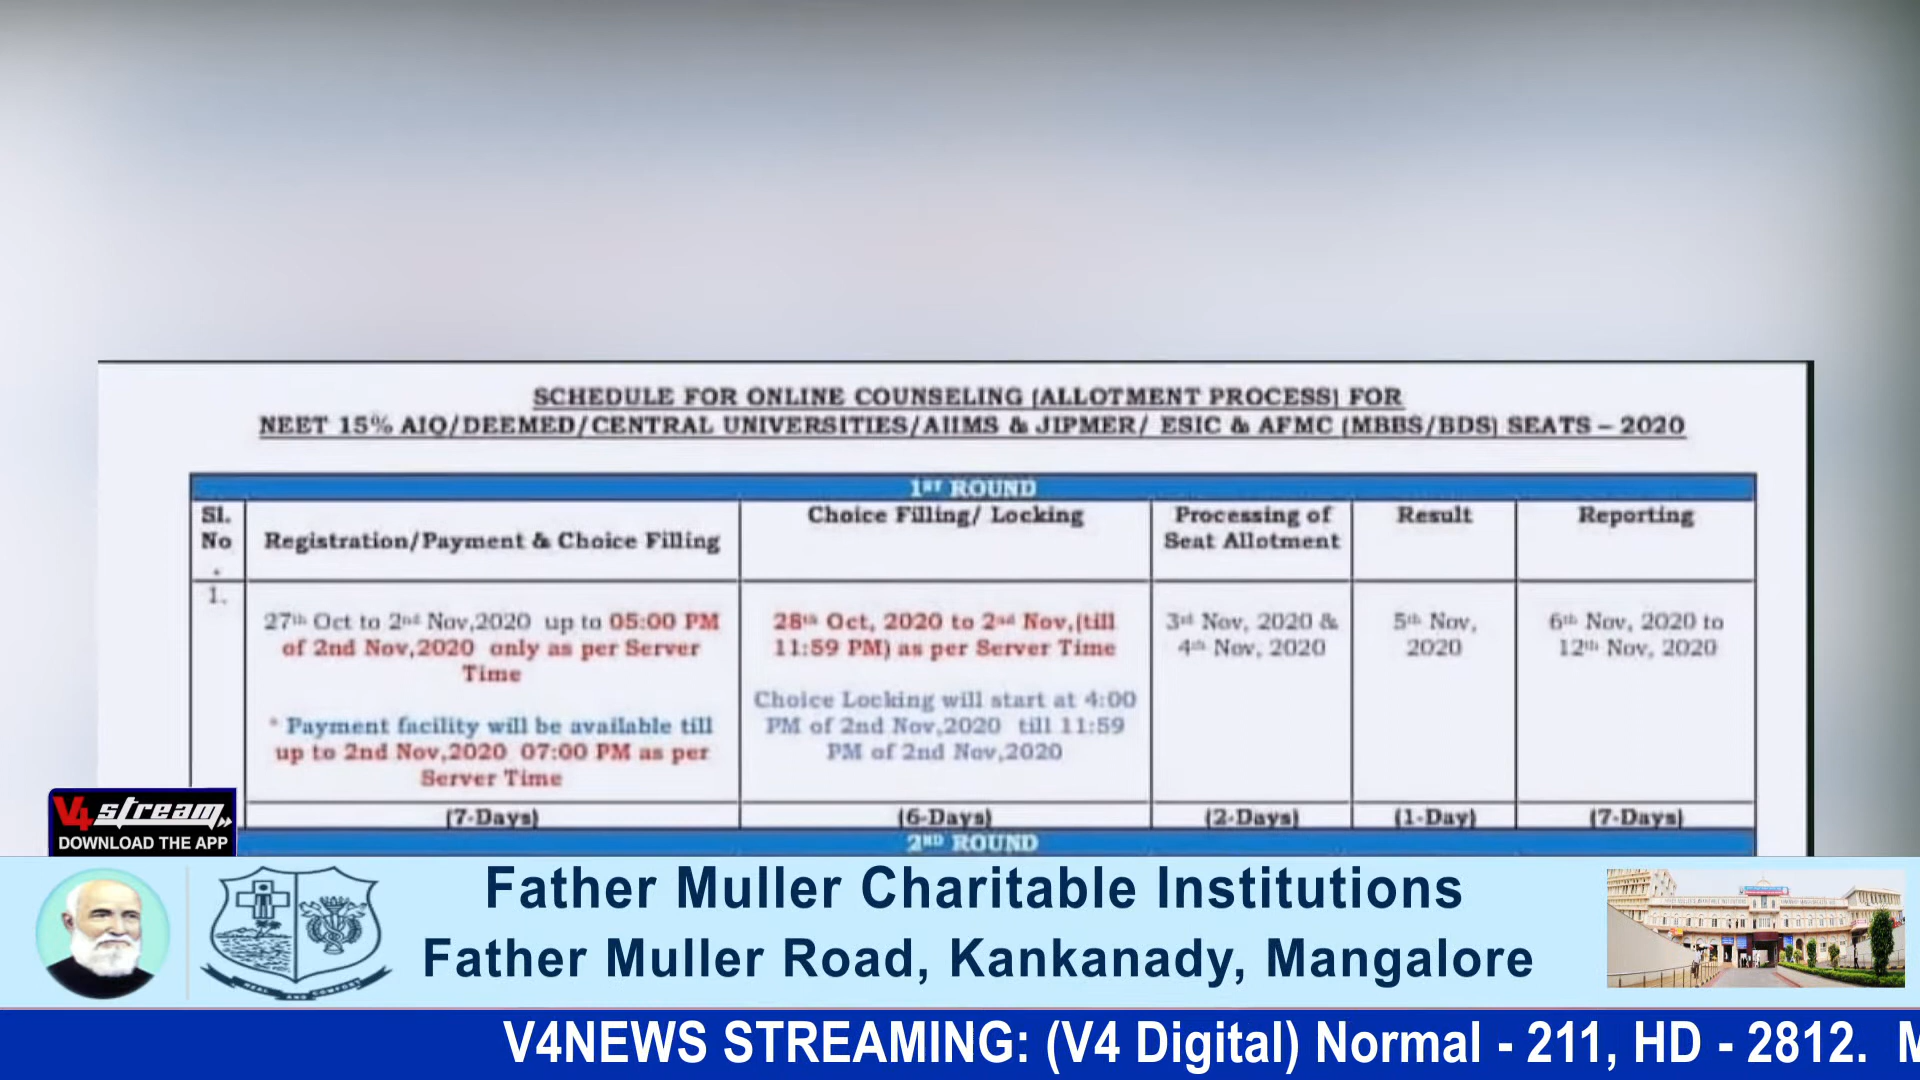 SCHEDULE FOR ONLINE COUNSELING (ALLOTMENT PROCESS) FOR
NEET 15% AIQ/DEEMED/CENTRAL UNIVERSITIES/AIIMS & JIPMER/ ESIC & AFMC (MBBS/BDS) SEATS – 2020
1ST ROUND
Sl.
No
.
Registration/Payment & Choice Filling
Choice Filling/ Locking
Processing of
Seat Allotment
Result
Reporting
1.
27th Oct to 2nd Nov,2020 up to 05:00 PM
of 2nd Nov,2020 only as per Server
Time
* Payment facility will be available till
up to 2nd Nov,2020 07:00 PM as per
Server Time
28th Oct, 2020 to 2nd Nov,(till
11:59 PM) as per Server Time
Choice Locking will start at 4:00
PM of 2nd Nov,2020 till 11:59
PM of 2nd Nov,2020
3rd Nov, 2020 &
4th Nov, 2020
5th Nov,
2020
6th Nov, 2020 to
12th Nov, 2020
(7-Days)
(6-Days)
(2-Days)
(1-Day)
(7-Days)
2ND ROUND
V4 stream
DOWNLOAD THE APP
HEAL AND COMFORT
Father Muller Charitable Institutions
Father Muller Road, Kankanady, Mangalore
V4NEWS STREAMING: (V4 Digital) Normal - 211, HD - 2812. M